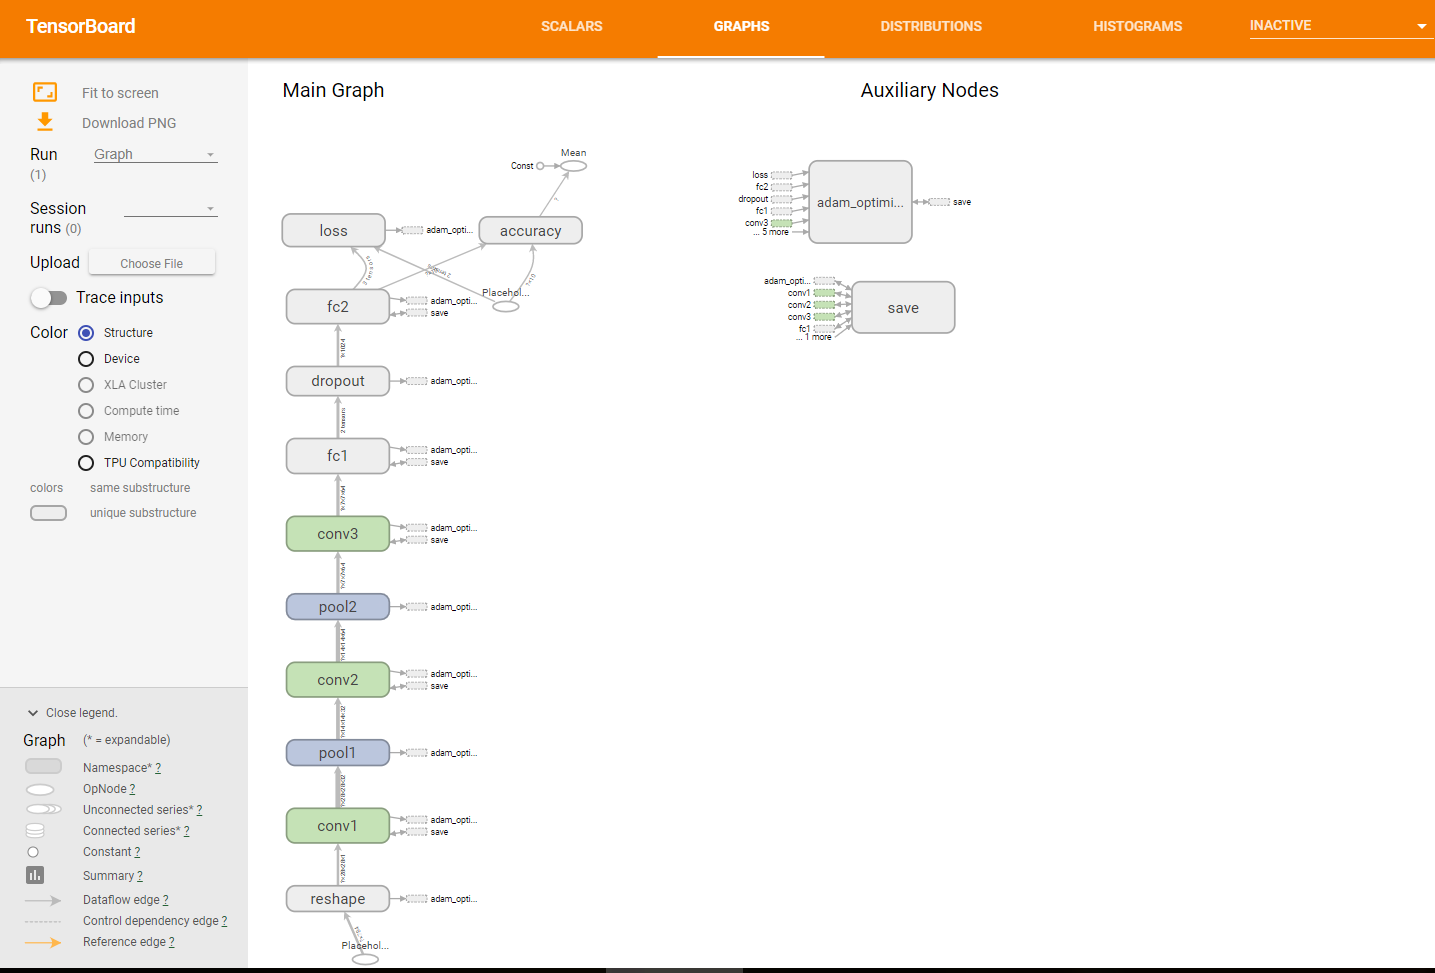 TensorBoard
SCALARS
GRAPHS
DISTRIBUTIONS
HISTOGRAMS
INACTIVE
Fit to screen
Download PNG
Run
(1)
Graph
Session
runs (0)
Upload
Choose File
Trace inputs
Color
Structure
Device
XLA Cluster
Compute time
Memory
TPU Compatibility
colors
same substructure
unique substructure
Close legend.
Graph
(* = expandable)
Namespace* ?
OpNode ?
Unconnected series* ?
Connected series* ?
Constant ?
Summary ?
Dataflow edge ?
Control dependency edge ?
Reference edge ?
Main Graph
Mean
Const
loss
adam_opti...
accuracy
2 tensors
Placehol...
fc2
adam_opti...
save
dropout
adam_opti...
2 tensors
fc1
adam_opti...
save
conv3
adam_opti...
save
pool2
adam_opti...
conv2
adam_opti...
save
pool1
adam_opti...
conv1
adam_opti...
save
reshape
adam_opti...
Placehol...
Auxiliary Nodes
loss
fc2
dropout
fc1
conv3
... 5 more
adam_optimi...
save
adam_opti...
conv1
conv2
conv3
fc1
... 1 more
save